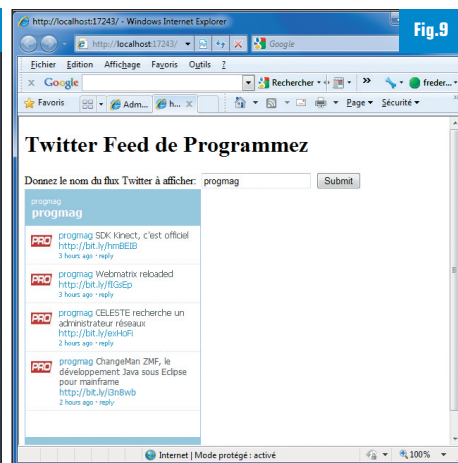 http://localhost:17243/ - Windows Internet Explorer
Fig.9
http://localhost:17243/
Google
Fichier Edition Affichage Favoris Outils ?
x Google Rechercher »  freder...
Favoris Adm... h... x Page Sécurité
Twitter Feed de Programmez
Donnez le nom du flux Twitter à afficher: progmag Submit
progmag
progmag
PRO progmag SDK Kinect, c'est officiel
http://bit.ly/hmBEIB
3 hours ago · reply
PRO progmag Webmatrix reloaded
http://bit.ly/fIGsEp
3 hours ago · reply
PRO progmag CELESTE recherche un
administrateur réseaux
http://bit.ly/exHoFi
2 hours ago · reply
PRO progmag ChangeMan ZMF, le
développement Java sous Eclipse
pour mainframe
http://bit.ly/i3n8wb
2 hours ago · reply
Internet | Mode protégé : activé 100%